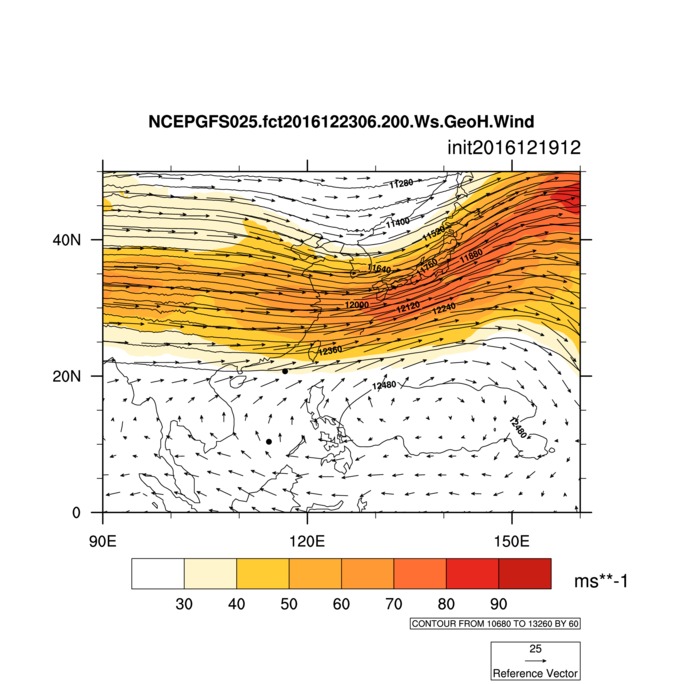 NCEPGFS025.fct2016122306.200.Ws.GeoH.Wind
init2016121912
11280
11400
11520
40N
11640
11760
11880
12000
12120
12240
12360
20N
12480
12480
0
90E 120E 150E
ms**-1
30 40 50 60 70 80 90
CONTOUR FROM 10680 TO 13260 BY 60
25
Reference Vector